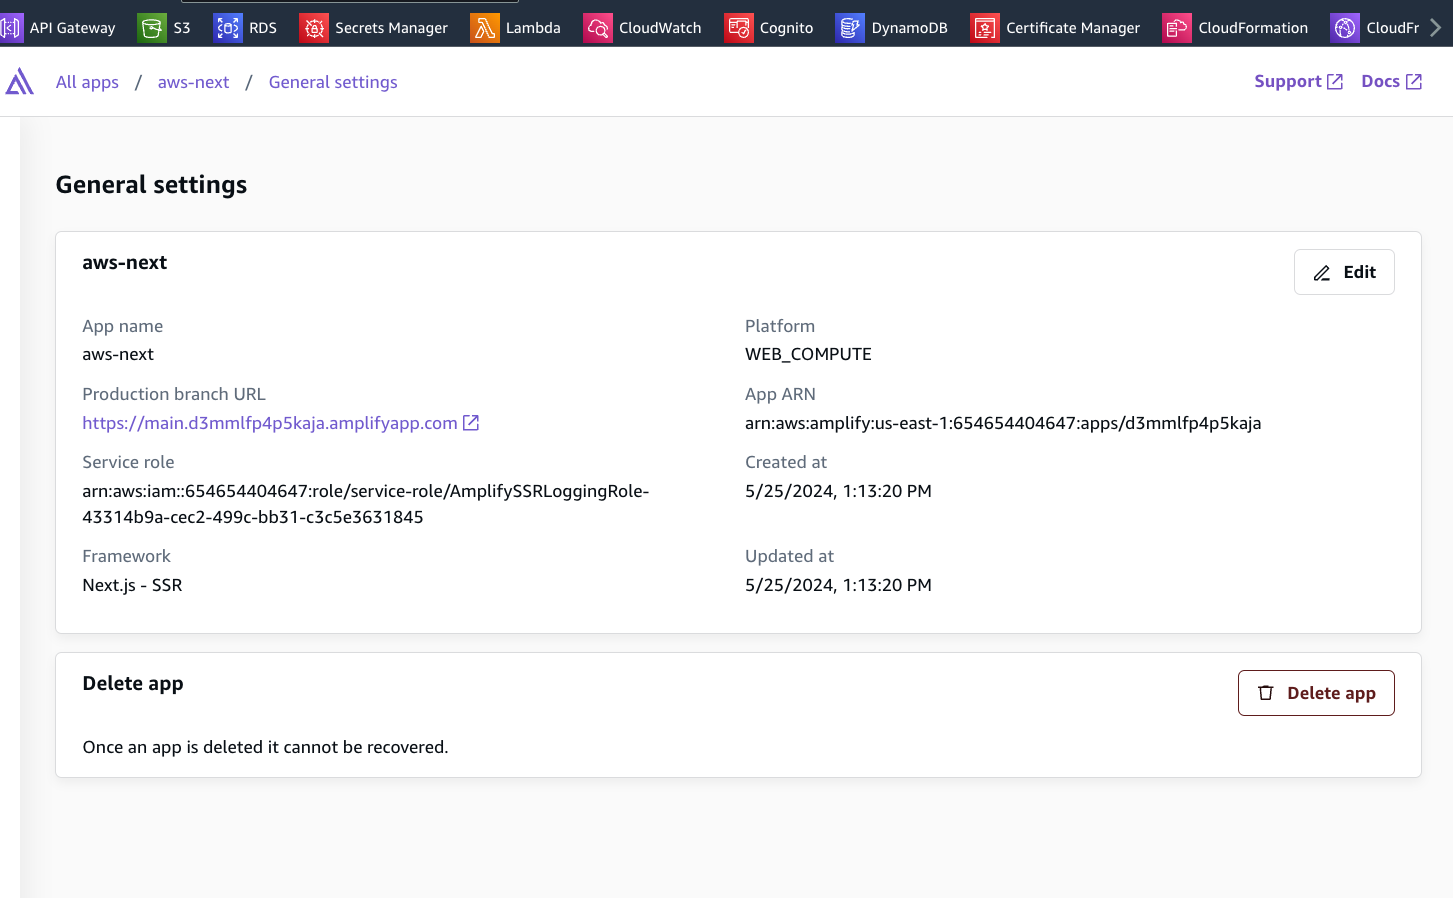 API Gateway S3 RDS Secrets Manager Lambda CloudWatch Cognito DynamoDB Certificate Manager CloudFormation CloudFr
All apps / aws-next / General settings Support Docs
General settings
aws-next Edit
App name Platform
aws-next WEB_COMPUTE
Production branch URL App ARN
https://main.d3mmlfp4p5kaja.amplifyapp.com arn:aws:amplify:us-east-1:654654404647:apps/d3mmlfp4p5kaja
Service role Created at
arn:aws:iam::654654404647:role/service-role/AmplifySSRLoggingRole- 5/25/2024, 1:13:20 PM
43314b9a-cec2-499c-bb31-c3c5e3631845
Framework Updated at
Next.js - SSR 5/25/2024, 1:13:20 PM
Delete app Delete app
Once an app is deleted it cannot be recovered.